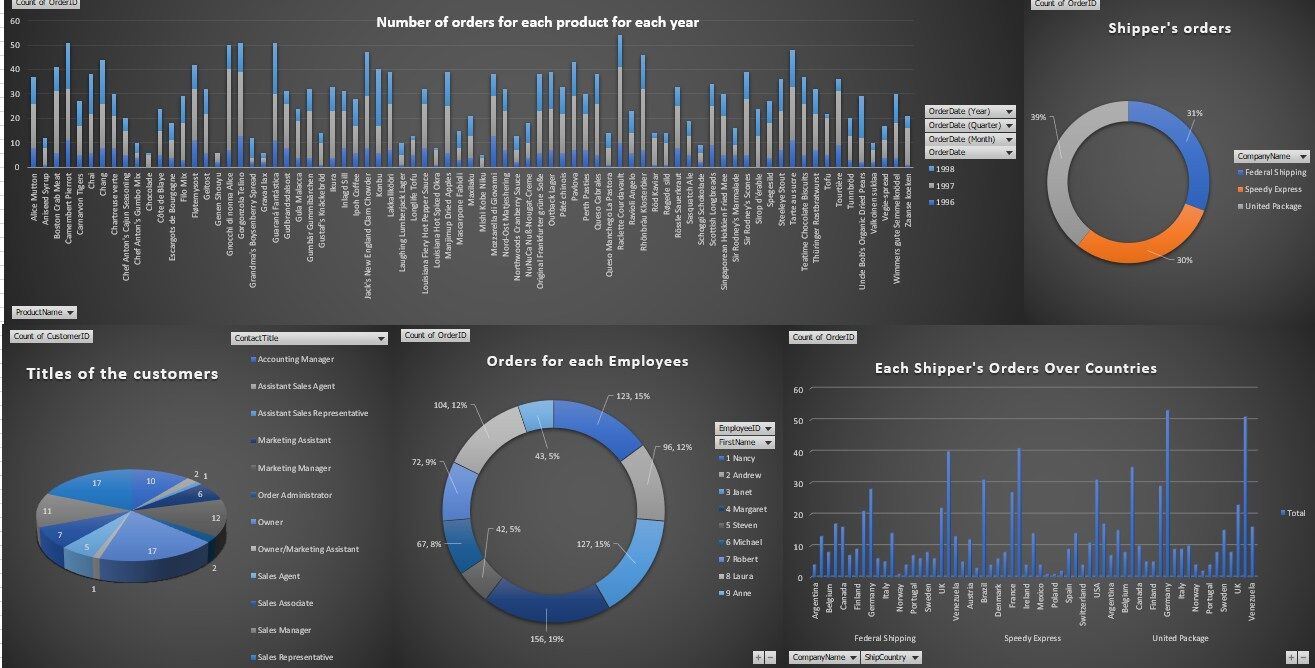 Count of OrderID
Number of orders for each product for each year
60
50
40
30
20
10
0
Alice Mutton
Aniseed Syrup
Boston Crab Meat
Camembert Pierrot
Carnarvon Tigers
Chai
Chang
Chartreuse verte
Chef Anton's Cajun Seasoning
Chef Anton's Gumbo Mix
Chocolade
Côte de Blaye
Escargots de Bourgogne
Filo Mix
Flotemysost
Geitost
Genen Shouyu
Gnocchi di nonna Alice
Gorgonzola Telino
Grandma's Boysenberry Spread
Gravad lax
Guaraná Fantástica
Gudbrandsdalsost
Gula Malacca
Gumbär Gummibärchen
Gustaf's Knäckebröd
Ikura
Inlagd Sill
Ipoh Coffee
Jack's New England Clam Chowder
Konbu
Lakkalikööri
Laughing Lumberjack Lager
Longlife Tofu
Louisiana Fiery Hot Pepper Sauce
Louisiana Hot Spiced Okra
Manjimup Dried Apples
Mascarpone Fabioli
Maxilaku
Mishi Kobe Niku
Mozzarella di Giovanni
Nord-Ost Matjeshering
Northwoods Cranberry Sauce
NuNuCa Nuß-Nougat-Creme
Original Frankfurter grüne Soße
Outback Lager
Pâté chinois
Pavlova
Perth Pasties
Queso Cabrales
Queso Manchego La Pastora
Raclette Courdavault
Ravioli Angelo
Rhönbräu Klosterbier
Röd Kaviar
Røgede sild
Rössle Sauerkraut
Sasquatch Ale
Schoggi Schokolade
Scottish Longbreads
Singaporean Hokkien Fried Mee
Sir Rodney's Marmalade
Sir Rodney's Scones
Sirop d'érable
Spegesild
Steeleye Stout
Tarte au sucre
Teatime Chocolate Biscuits
Thüringer Rostbratwurst
Tofu
Tourtière
Tunnbröd
Uncle Bob's Organic Dried Pears
Valkoinen suklaa
Vegie-spread
Wimmers gute Semmelknödel
Zaanse koeken
OrderDate (Year)
OrderDate (Quarter)
OrderDate (Month)
OrderDate
1998
1997
1996
ProductName
Count of OrderID
Shipper's orders
39%
31%
30%
CompanyName
Federal Shipping
Speedy Express
United Package
Count of CustomerID
ContactTitle
Titles of the customers
Accounting Manager
Assistant Sales Agent
Assistant Sales Representative
Marketing Assistant
Marketing Manager
Order Administrator
Owner
Owner/Marketing Assistant
Sales Agent
Sales Associate
Sales Manager
Sales Representative
10
2
1
6
12
2
17
1
5
7
11
17
Count of OrderID
Orders for each Employees
123, 15%
96, 12%
127, 15%
156, 19%
42, 5%
67, 8%
72, 9%
104, 12%
43, 5%
EmployeeID
FirstName
1 Nancy
2 Andrew
3 Janet
4 Margaret
5 Steven
6 Michael
7 Robert
8 Laura
9 Anne
+ −
Count of OrderID
Each Shipper's Orders Over Countries
60
50
40
30
20
10
0
Argentina
Belgium
Canada
Finland
Germany
Italy
Norway
Portugal
Sweden
UK
Venezuela
Austria
Brazil
Denmark
France
Ireland
Mexico
Poland
Spain
Switzerland
USA
Argentina
Belgium
Canada
Finland
Germany
Italy
Norway
Portugal
Sweden
UK
Venezuela
Federal Shipping
Speedy Express
United Package
Total
CompanyName
ShipCountry
+ −